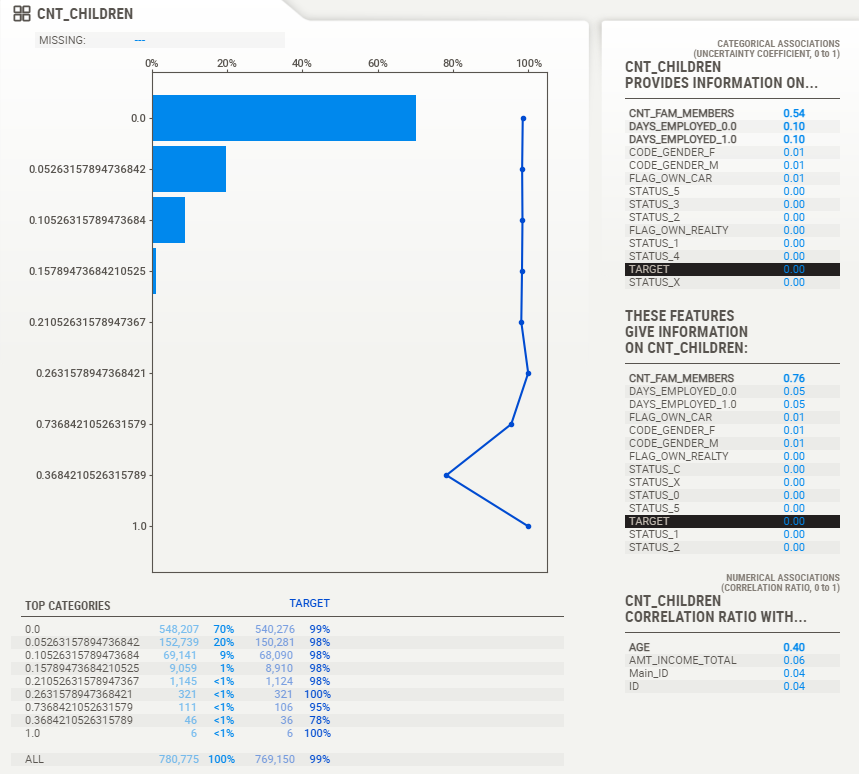 CNT_CHILDREN
MISSING: ---
0% 20% 40% 60% 80% 100%
0.0
0.05263157894736842
0.10526315789473684
0.15789473684210525
0.21052631578947367
0.2631578947368421
0.7368421052631579
0.3684210526315789
1.0
TOP CATEGORIES TARGET
0.0 548,207 70% 540,276 99%
0.05263157894736842 152,739 20% 150,281 98%
0.10526315789473684 69,141 9% 68,090 98%
0.15789473684210525 9,059 1% 8,910 98%
0.21052631578947367 1,145 <1% 1,124 98%
0.2631578947368421 321 <1% 321 100%
0.7368421052631579 111 <1% 106 95%
0.3684210526315789 46 <1% 36 78%
1.0 6 <1% 6 100%
ALL 780,775 100% 769,150 99%
CATEGORICAL ASSOCIATIONS
(UNCERTAINTY COEFFICIENT, 0 to 1)
CNT_CHILDREN
PROVIDES INFORMATION ON...
CNT_FAM_MEMBERS 0.54
DAYS_EMPLOYED_0.0 0.10
DAYS_EMPLOYED_1.0 0.10
CODE_GENDER_F 0.01
CODE_GENDER_M 0.01
FLAG_OWN_CAR 0.01
STATUS_5 0.00
STATUS_3 0.00
STATUS_2 0.00
FLAG_OWN_REALTY 0.00
STATUS_1 0.00
STATUS_4 0.00
TARGET 0.00
STATUS_X 0.00
THESE FEATURES
GIVE INFORMATION
ON CNT_CHILDREN:
CNT_FAM_MEMBERS 0.76
DAYS_EMPLOYED_0.0 0.05
DAYS_EMPLOYED_1.0 0.05
FLAG_OWN_CAR 0.01
CODE_GENDER_F 0.01
CODE_GENDER_M 0.01
FLAG_OWN_REALTY 0.00
STATUS_C 0.00
STATUS_X 0.00
STATUS_0 0.00
STATUS_5 0.00
TARGET 0.00
STATUS_1 0.00
STATUS_2 0.00
NUMERICAL ASSOCIATIONS
(CORRELATION RATIO, 0 to 1)
CNT_CHILDREN
CORRELATION RATIO WITH...
AGE 0.40
AMT_INCOME_TOTAL 0.06
Main_ID 0.04
ID 0.04